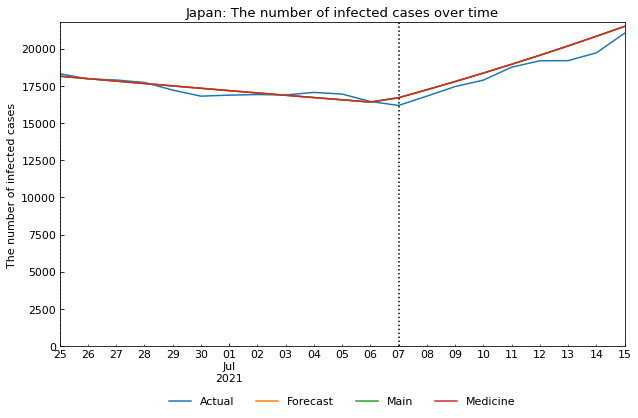 Japan: The number of infected cases over time
The number of infected cases
20000
17500
15000
12500
10000
7500
5000
2500
0
25 26 27 28 29 30 01 02 03 04 05 06 07 08 09 10 11 12 13 14 15
Jul
2021
Actual Forecast Main Medicine